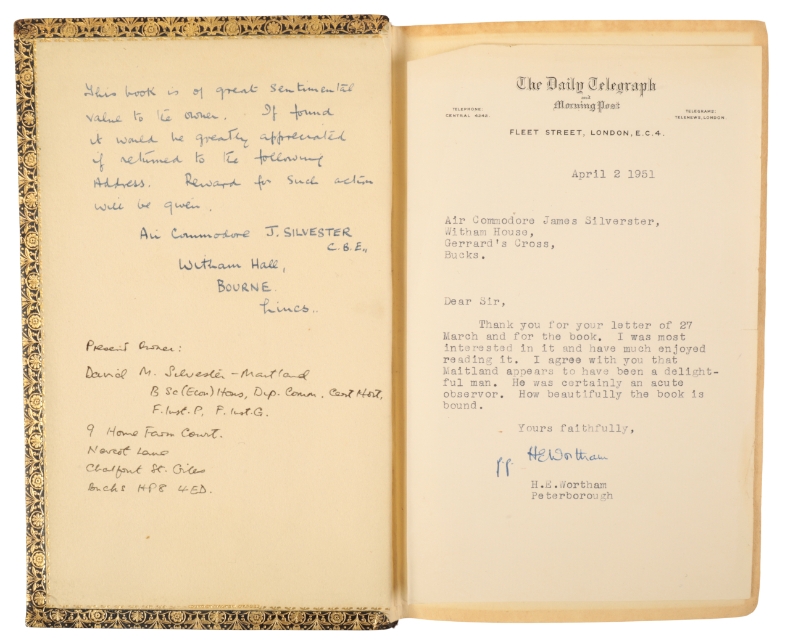 This book is of great sentimental
value to the owner. If found
it would be greatly appreciated
if returned to the following
Address. Reward for such action
will be given.
Air Commodore J. SILVESTER
C.B.E.,
Witham Hall,
BOURNE.
Lincs..
Present Owner:
David M. Silvester-Maitland
B Sc (Econ) Hons, Dip. Comm, Cert Hort,
F. Inst. P, F. Inst. G.
9 Home Farm Court.
Narcot Lane
Chalfont St. Giles
Bucks HP8 4ED.
The Daily Telegraph
and
Morning Post
TELEPHONE:
CENTRAL 4242.
TELEGRAMS:
TELENEWS, LONDON.
FLEET STREET, LONDON, E.C.4.
April 2 1951
Air Commodore James Silverster,
Witham House,
Gerrard's Cross,
Bucks.
Dear Sir,
Thank you for your letter of 27
March and for the book. I was most
interested in it and have much enjoyed
reading it. I agree with you that
Maitland appears to have been a delight-
ful man. He was certainly an acute
observor. How beautifully the book is
bound.
Yours faithfully,
pp. HEWortham
H.E.Wortham
Peterborough